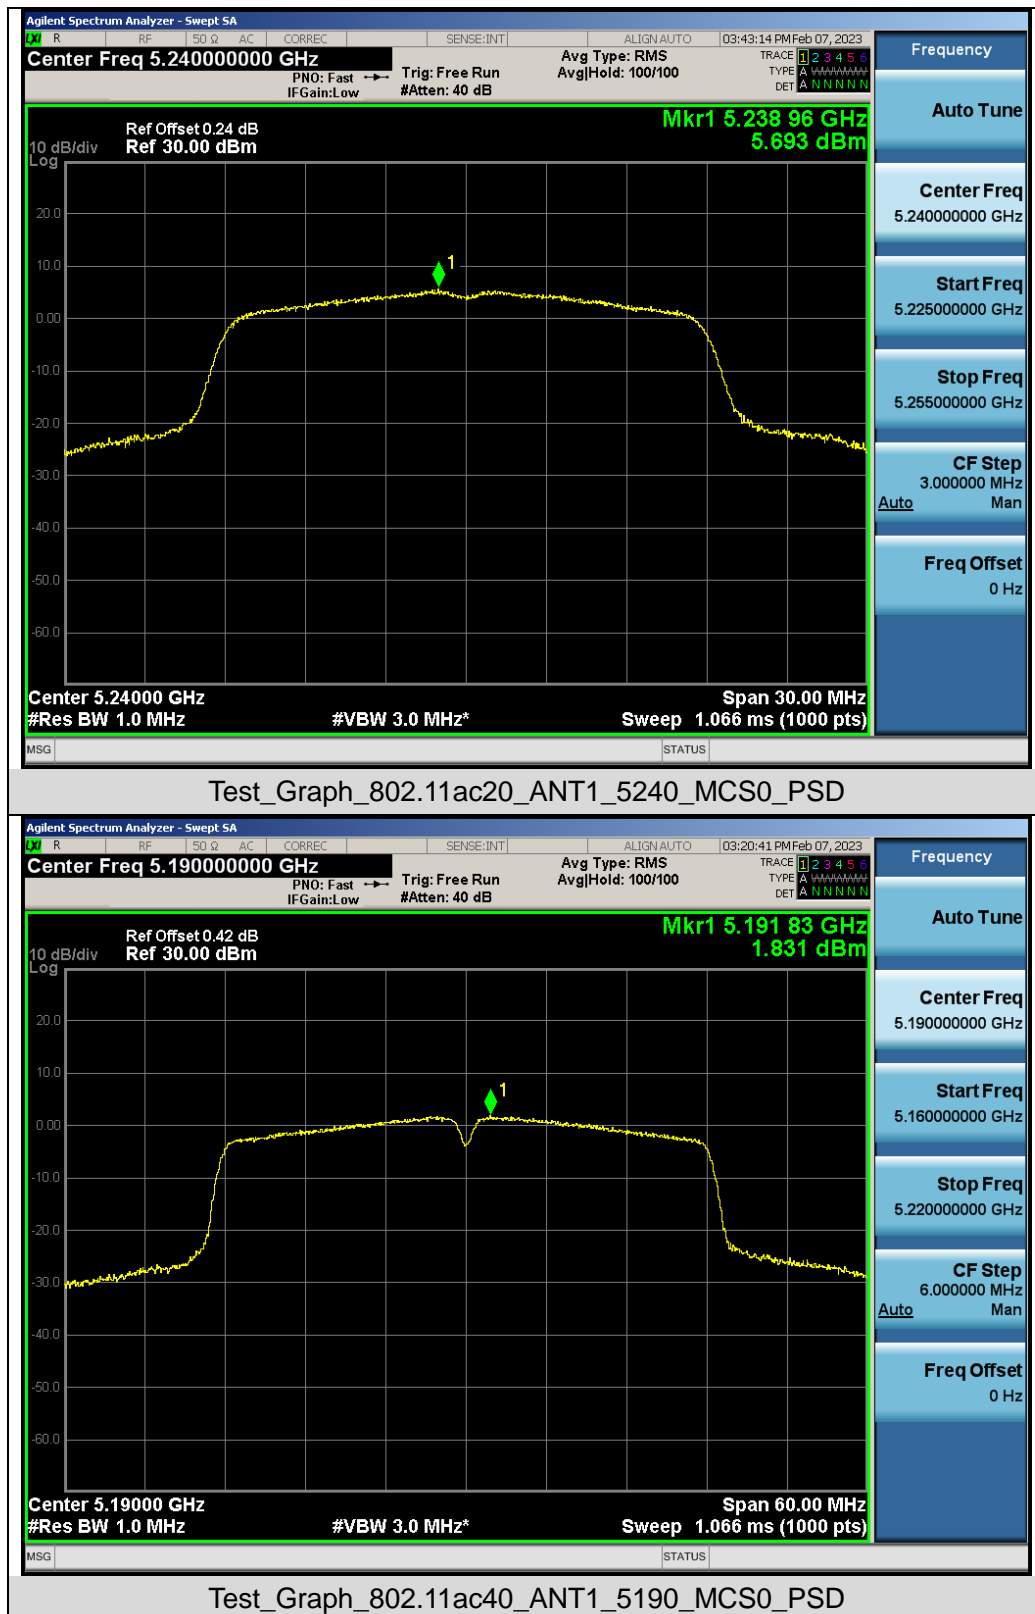 Agilent Spectrum Analyzer - Swept SA
LXI R RF 50 Ω AC CORREC SENSE:INT ALIGN AUTO 03:43:14 PM Feb 07, 2023
Center Freq 5.240000000 GHz
PNO: Fast
IFGain:Low
Trig: Free Run
#Atten: 40 dB
Avg Type: RMS
Avg|Hold: 100/100
TRACE 1 2 3 4 5 6
TYPE A WWWWW
DET A N N N N N
Mkr1 5.238 96 GHz
5.693 dBm
Ref Offset 0.24 dB
10 dB/div Ref 30.00 dBm
Log
20.0
10.0
1
0.00
-10.0
-20.0
-30.0
-40.0
-50.0
-60.0
Center 5.24000 GHz Span 30.00 MHz
#Res BW 1.0 MHz #VBW 3.0 MHz* Sweep 1.066 ms (1000 pts)
MSG STATUS
Frequency
Auto Tune
Center Freq
5.240000000 GHz
Start Freq
5.225000000 GHz
Stop Freq
5.255000000 GHz
CF Step
3.000000 MHz
Auto Man
Freq Offset
0 Hz
Test_Graph_802.11ac20_ANT1_5240_MCS0_PSD
Agilent Spectrum Analyzer - Swept SA
LXI R RF 50 Ω AC CORREC SENSE:INT ALIGN AUTO 03:20:41 PM Feb 07, 2023
Center Freq 5.190000000 GHz
PNO: Fast
IFGain:Low
Trig: Free Run
#Atten: 40 dB
Avg Type: RMS
Avg|Hold: 100/100
TRACE 1 2 3 4 5 6
TYPE A WWWWW
DET A N N N N N
Mkr1 5.191 83 GHz
1.831 dBm
Ref Offset 0.42 dB
10 dB/div Ref 30.00 dBm
Log
20.0
10.0
1
0.00
-10.0
-20.0
-30.0
-40.0
-50.0
-60.0
Center 5.19000 GHz Span 60.00 MHz
#Res BW 1.0 MHz #VBW 3.0 MHz* Sweep 1.066 ms (1000 pts)
MSG STATUS
Frequency
Auto Tune
Center Freq
5.190000000 GHz
Start Freq
5.160000000 GHz
Stop Freq
5.220000000 GHz
CF Step
6.000000 MHz
Auto Man
Freq Offset
0 Hz
Test_Graph_802.11ac40_ANT1_5190_MCS0_PSD